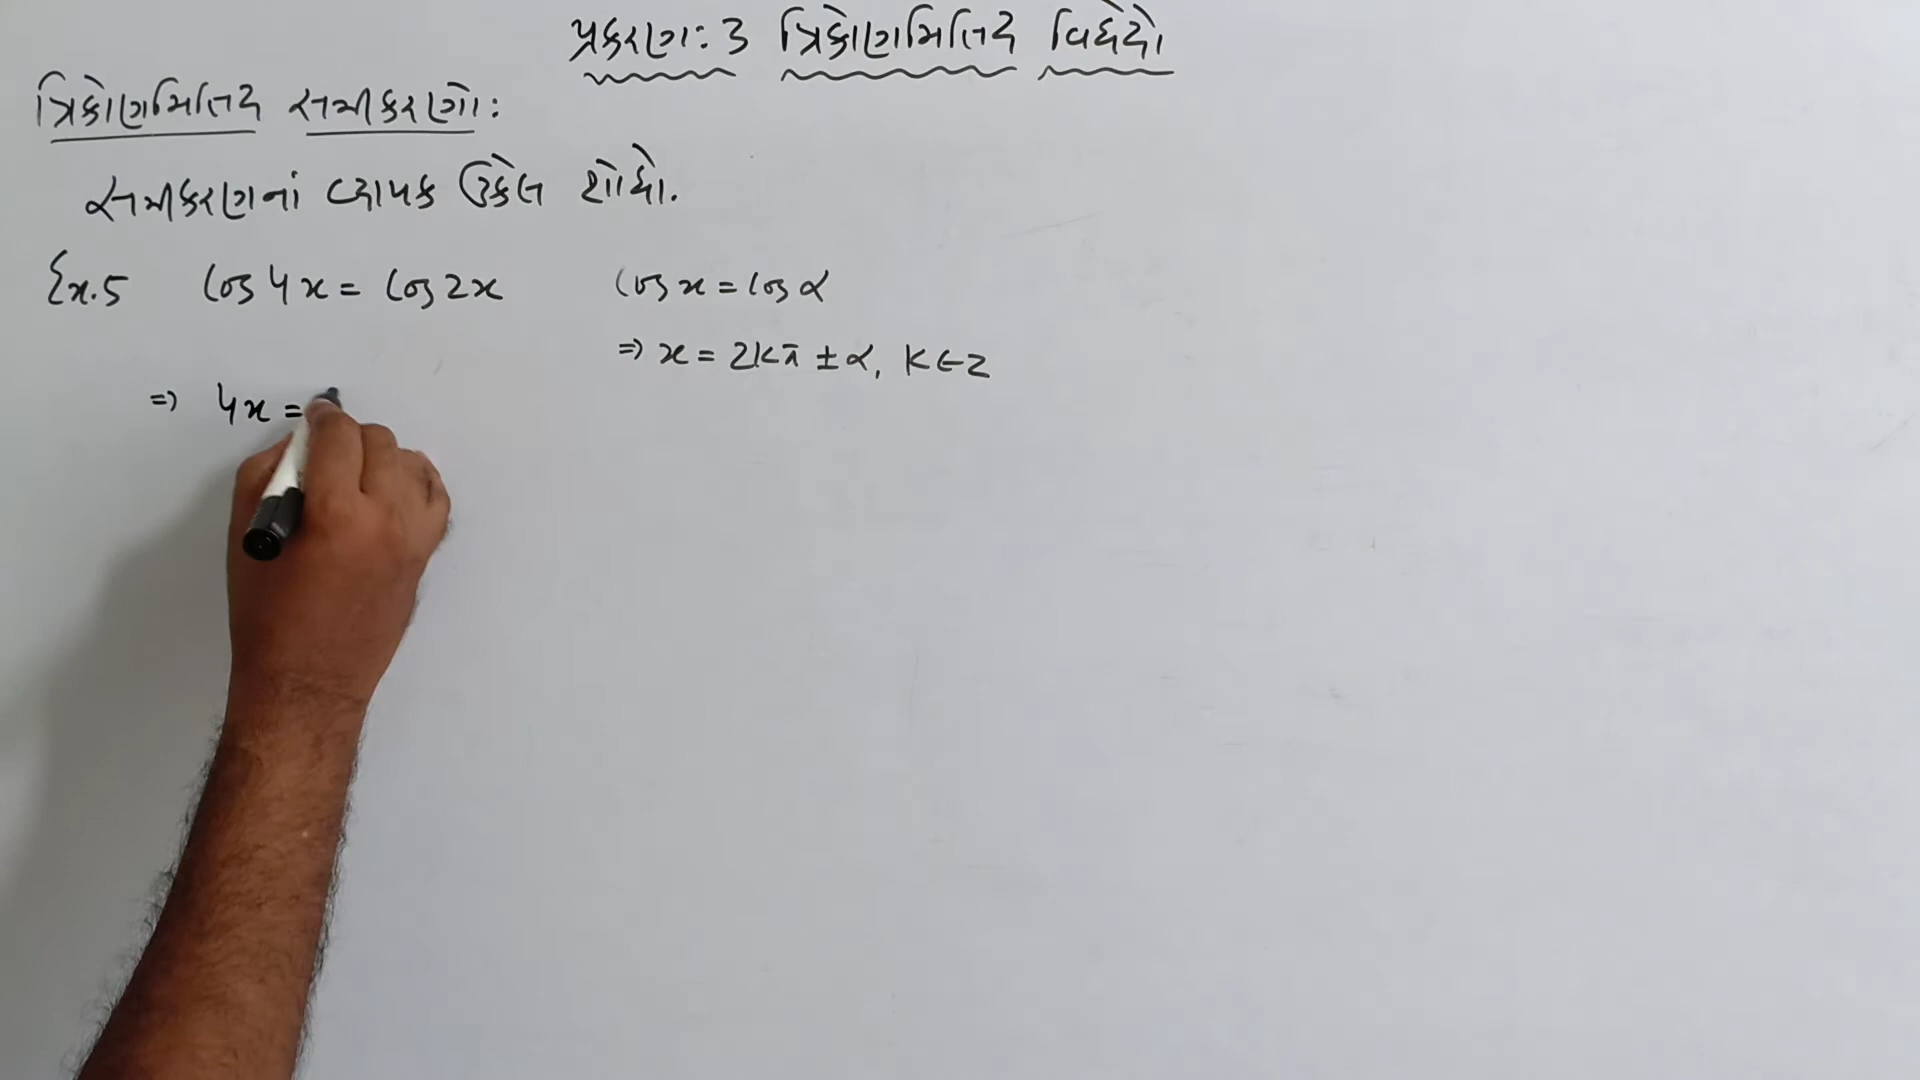 પ્રકરણ: 3 ત્રિકોણમિતિય વિધેયો
ત્રિકોણમિતિય સમીકરણો:
સમીકરણનાં વ્યાપક ઉકેલ શોધો.
Ex.5 cos 4x = cos 2x
cos x = cos α
⇒ x = 2kπ ± α, k ∈ Z
⇒ 4x =